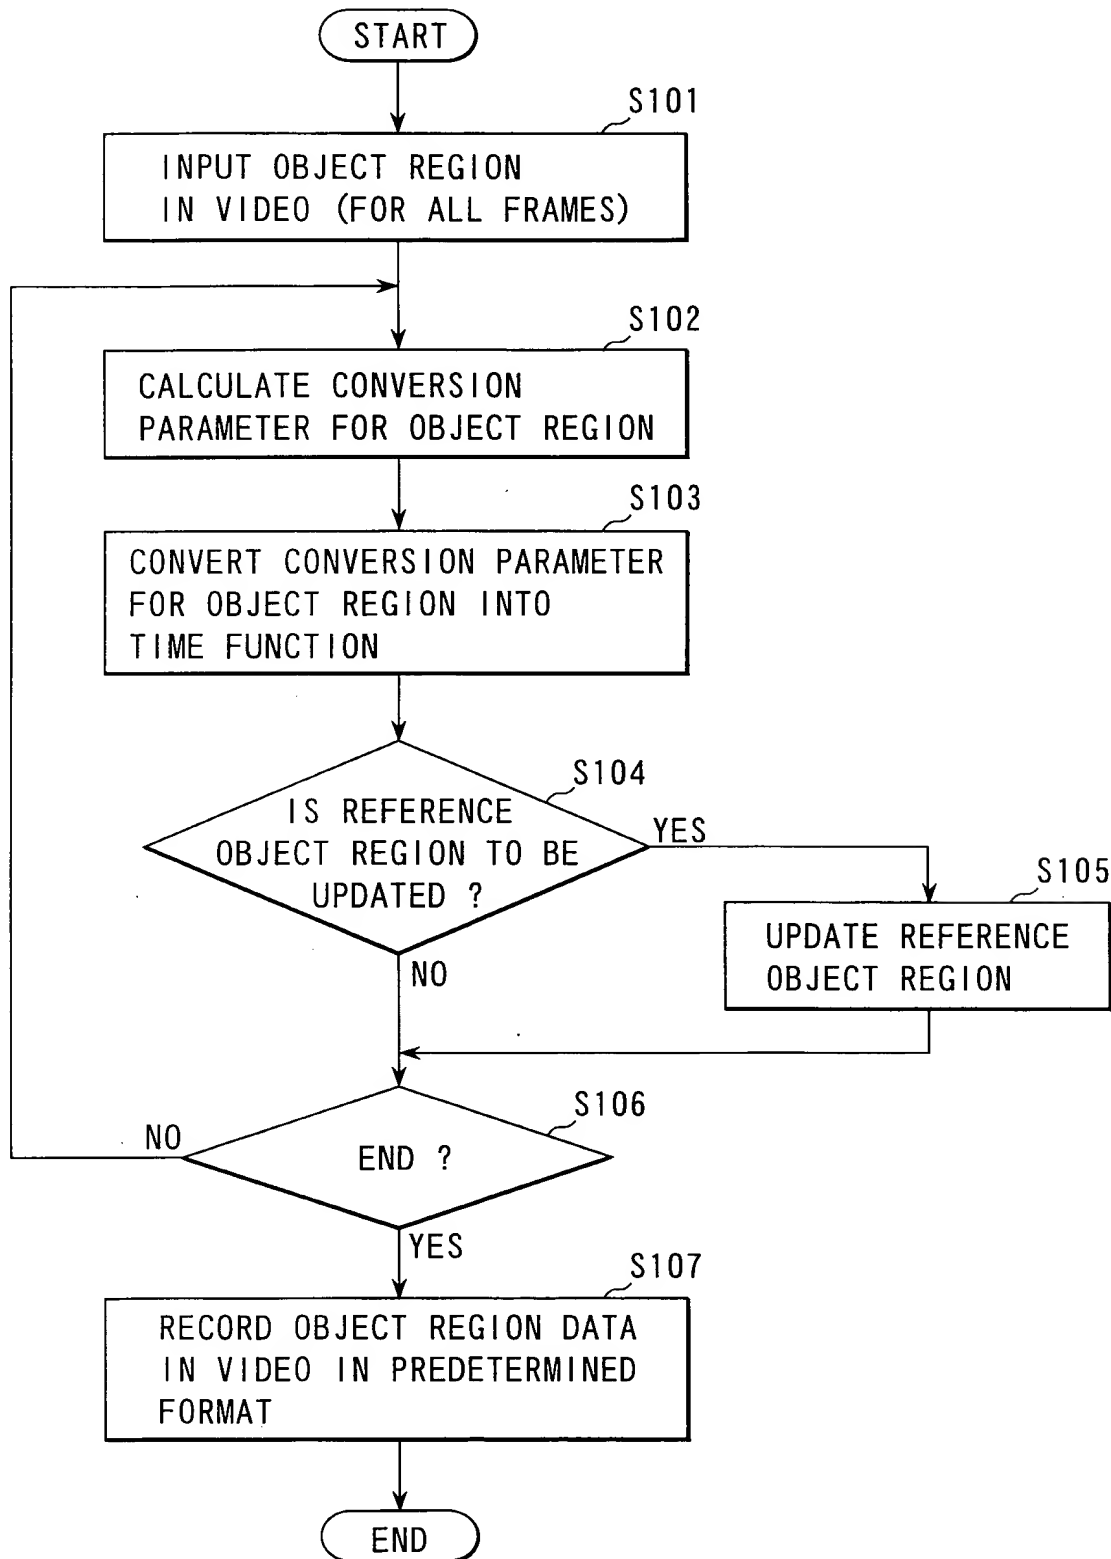 START
S101
INPUT OBJECT REGION
IN VIDEO (FOR ALL FRAMES)
S102
CALCULATE CONVERSION
PARAMETER FOR OBJECT REGION
S103
CONVERT CONVERSION PARAMETER
FOR OBJECT REGION INTO
TIME FUNCTION
S104
IS REFERENCE
OBJECT REGION TO BE
UPDATED ?
YES
S105
UPDATE REFERENCE
OBJECT REGION
NO
S106
END ?
NO
YES
S107
RECORD OBJECT REGION DATA
IN VIDEO IN PREDETERMINED
FORMAT
END